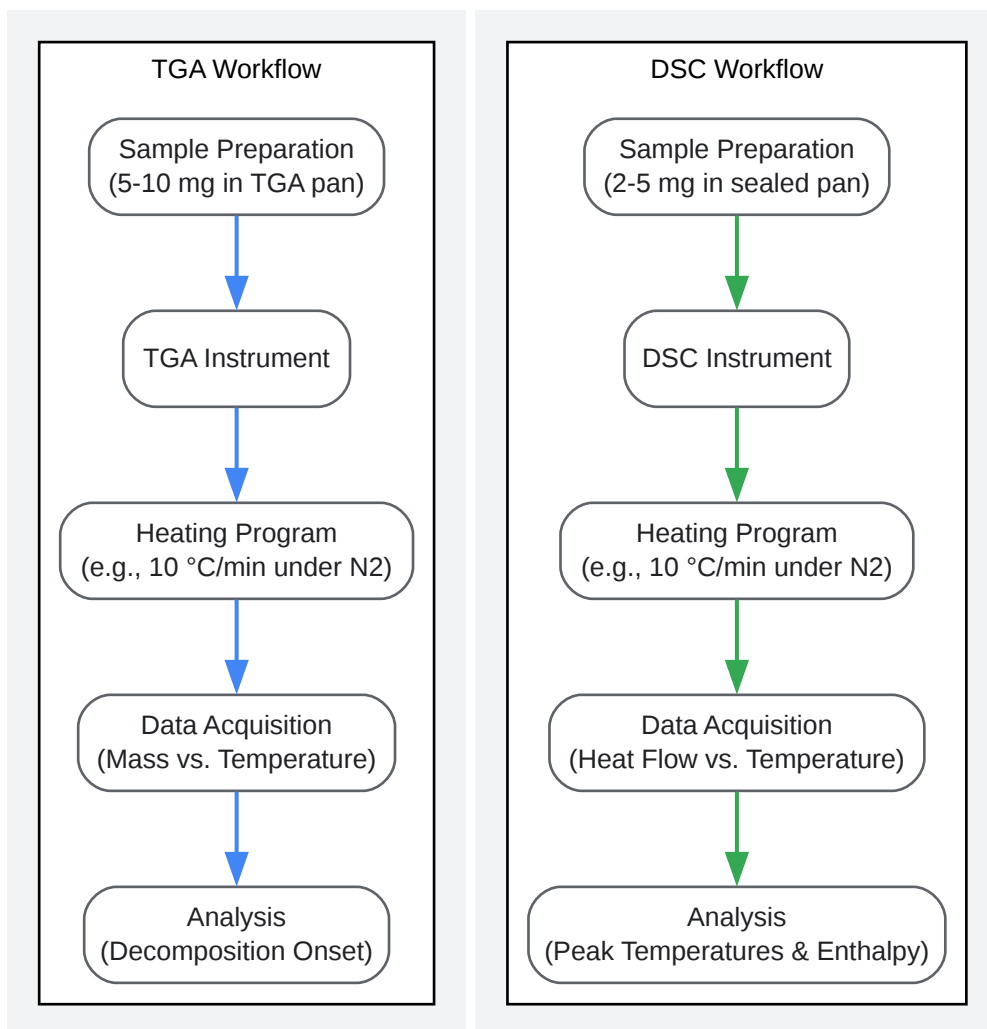 TGA Workflow
Sample Preparation
(5-10 mg in TGA pan)
TGA Instrument
Heating Program
(e.g., 10 °C/min under N2)
Data Acquisition
(Mass vs. Temperature)
Analysis
(Decomposition Onset)
DSC Workflow
Sample Preparation
(2-5 mg in sealed pan)
DSC Instrument
Heating Program
(e.g., 10 °C/min under N2)
Data Acquisition
(Heat Flow vs. Temperature)
Analysis
(Peak Temperatures & Enthalpy)